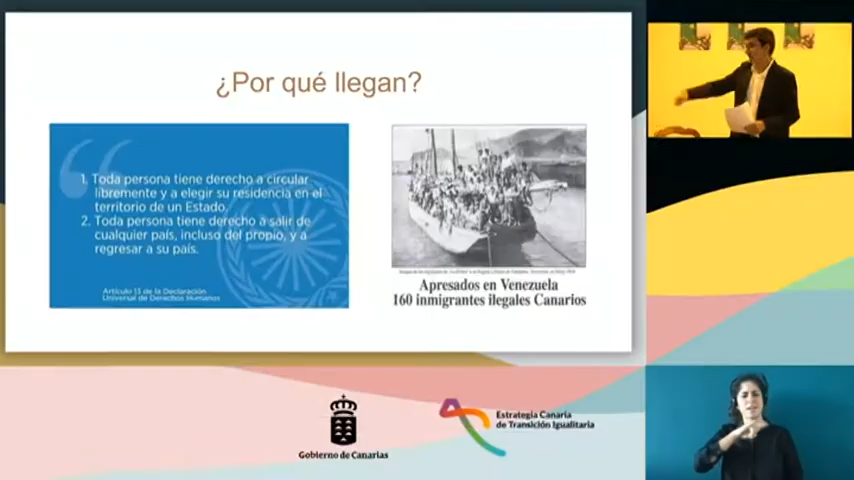 ¿Por qué llegan?
1. Toda persona tiene derecho a circular
libremente y a elegir su residencia en el
territorio de un Estado.
2. Toda persona tiene derecho a salir de
cualquier país, incluso del propio, y a
regresar a su país.
Artículo 13 de la Declaración
Universal de Derechos Humanos
Apresados en Venezuela
160 inmigrantes ilegales Canarios
Gobierno de Canarias
Estrategia Canaria
de Transición Igualitaria